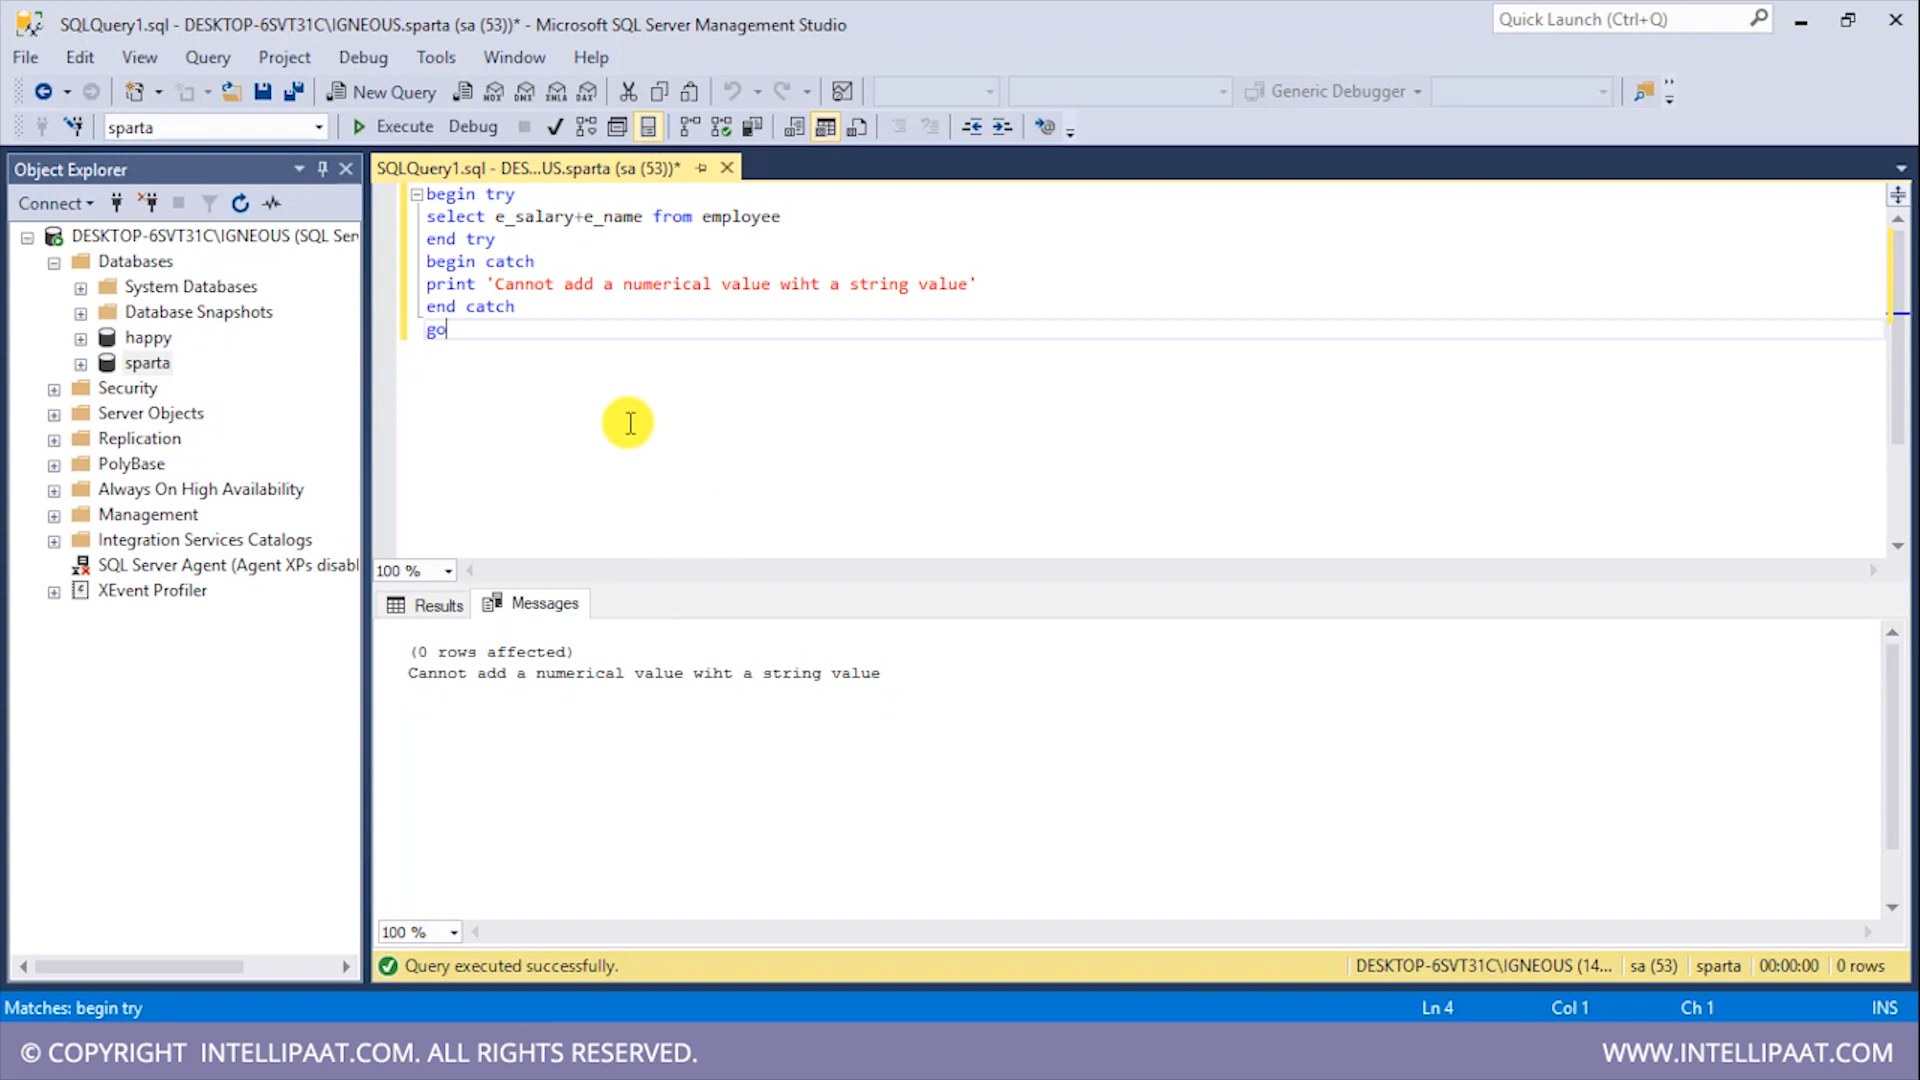 SQLQuery1.sql - DESKTOP-6SVT31C\IGNEOUS.sparta (sa (53))* - Microsoft SQL Server Management Studio
Quick Launch (Ctrl+Q)
File Edit View Query Project Debug Tools Window Help
New Query MDX DMX XMLA DAX Generic Debugger
sparta Execute Debug
Object Explorer
SQLQuery1.sql - DES...US.sparta (sa (53))*
Connect
DESKTOP-6SVT31C\IGNEOUS (SQL Ser
Databases
System Databases
Database Snapshots
happy
sparta
Security
Server Objects
Replication
PolyBase
Always On High Availability
Management
Integration Services Catalogs
SQL Server Agent (Agent XPs disabl
XEvent Profiler
begin try
select e_salary+e_name from employee
end try
begin catch
print 'Cannot add a numerical value wiht a string value'
end catch
go
100 %
Results Messages
(0 rows affected)
Cannot add a numerical value wiht a string value
100 %
Query executed successfully. DESKTOP-6SVT31C\IGNEOUS (14... sa (53) sparta 00:00:00 0 rows
Matches: begin try Ln 4 Col 1 Ch 1 INS
© COPYRIGHT INTELLIPAAT.COM. ALL RIGHTS RESERVED. WWW.INTELLIPAAT.COM